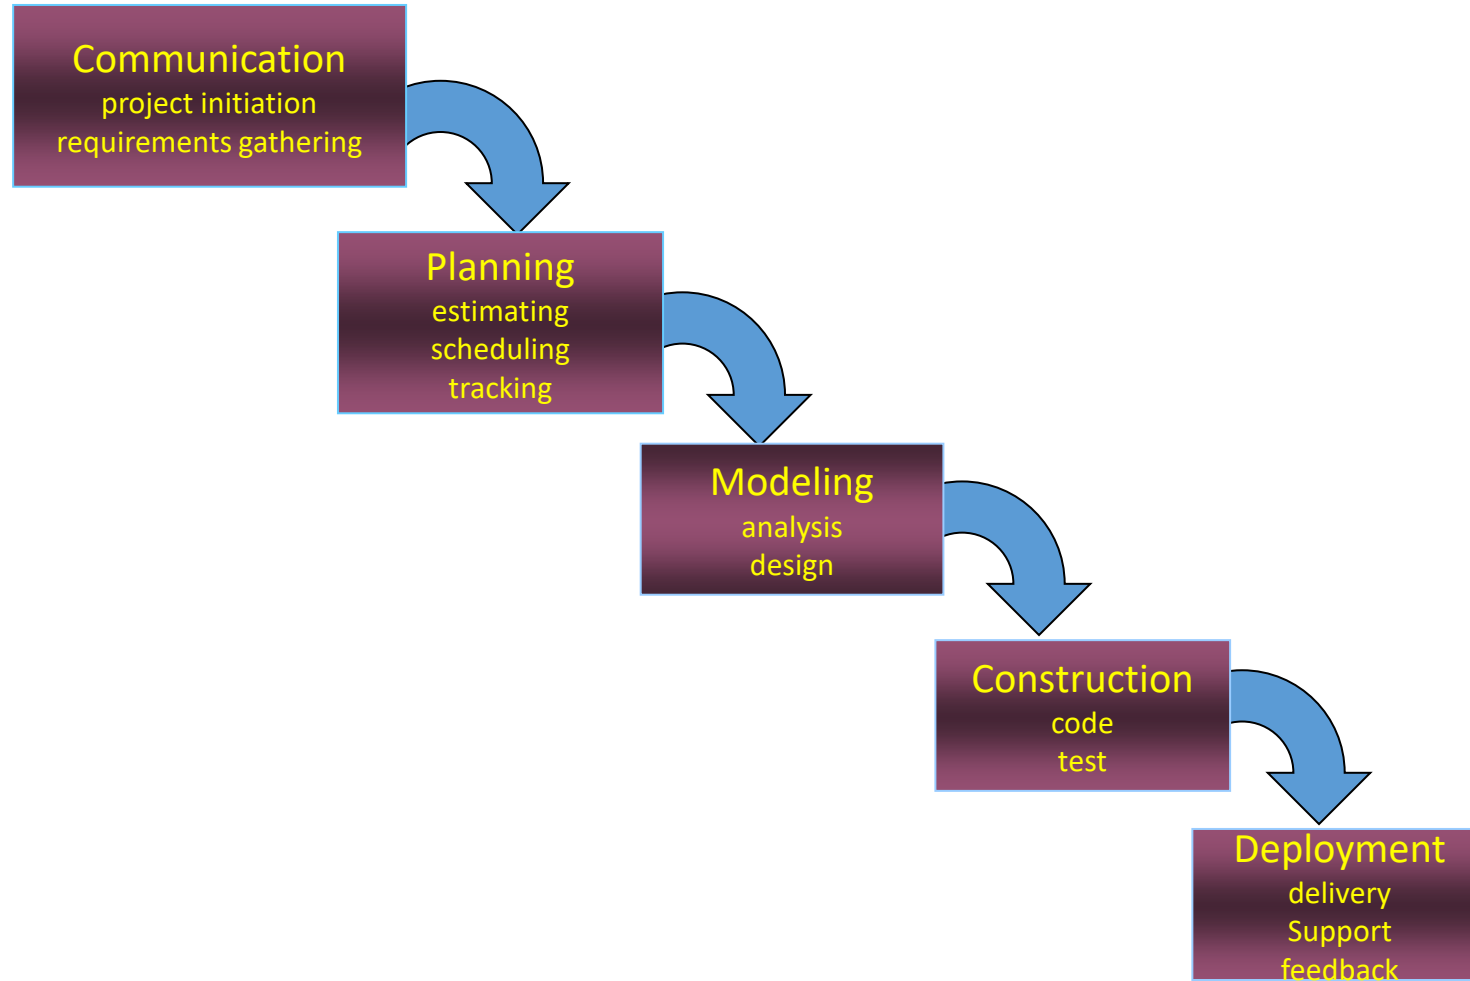 Communication
project initiation
requirements gathering
Planning
estimating
scheduling
tracking
Modeling
analysis
design
Construction
code
test
Deployment
delivery
Support
feedback